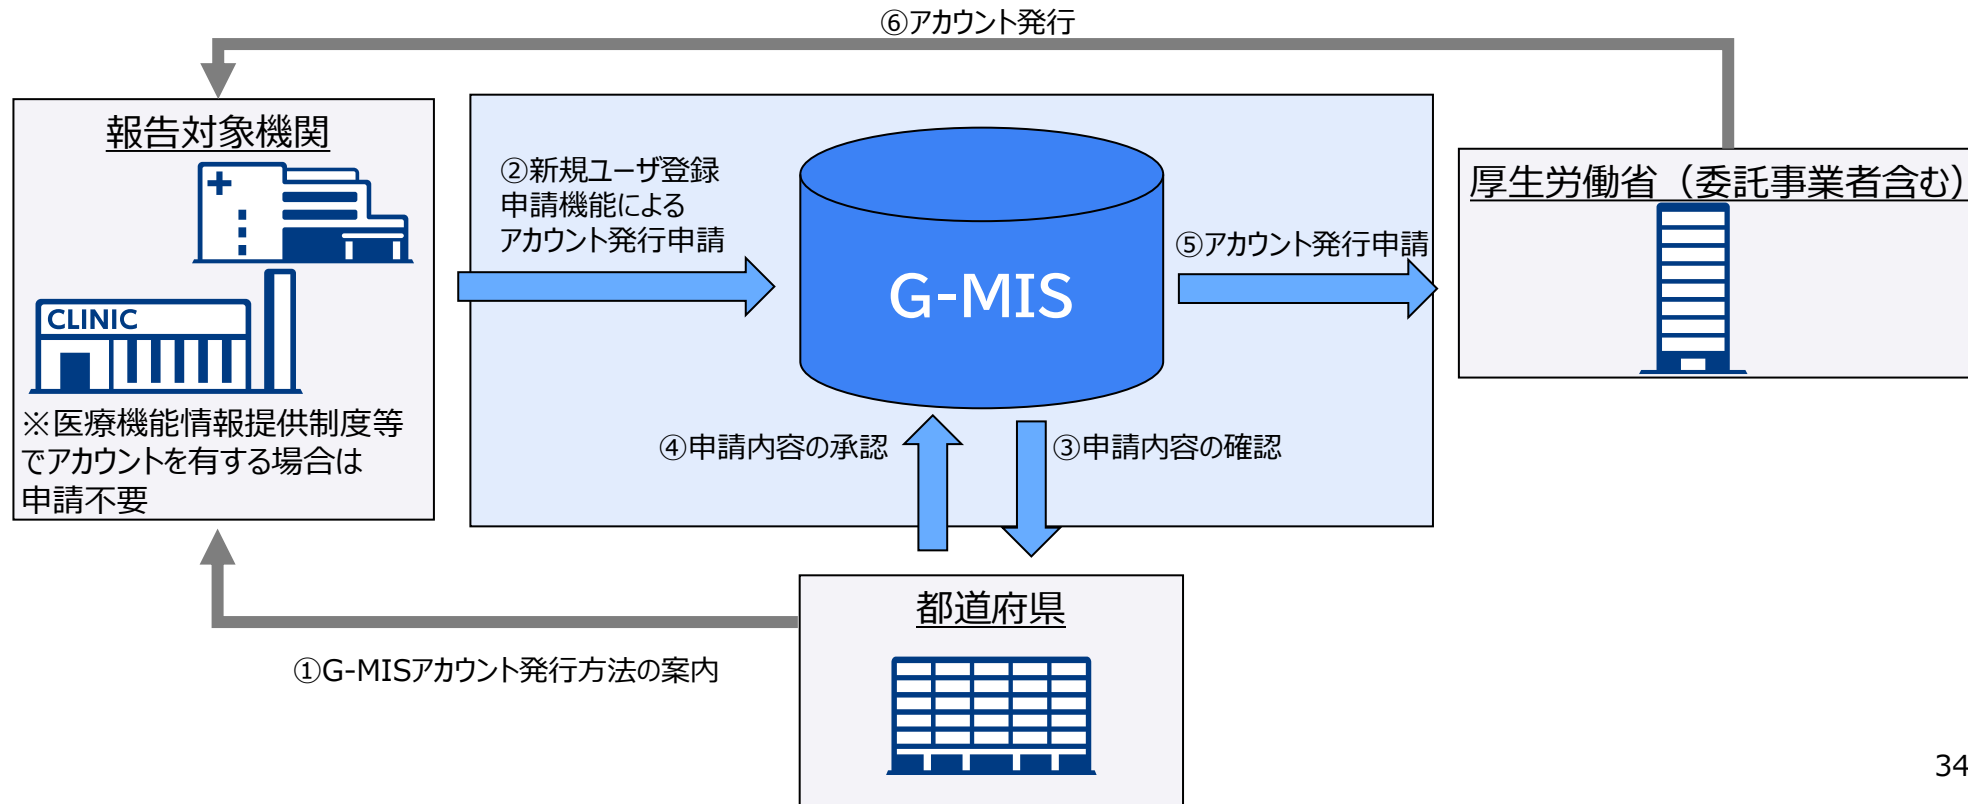 ⑥アカウント発行
報告対象機関
CLINIC
※医療機能情報提供制度等
でアカウントを有する場合は
申請不要
②新規ユーザ登録
申請機能による
アカウント発行申請
G-MIS
⑤アカウント発行申請
厚生労働省（委託事業者含む）
④申請内容の承認
③申請内容の確認
都道府県
①G-MISアカウント発行方法の案内
34